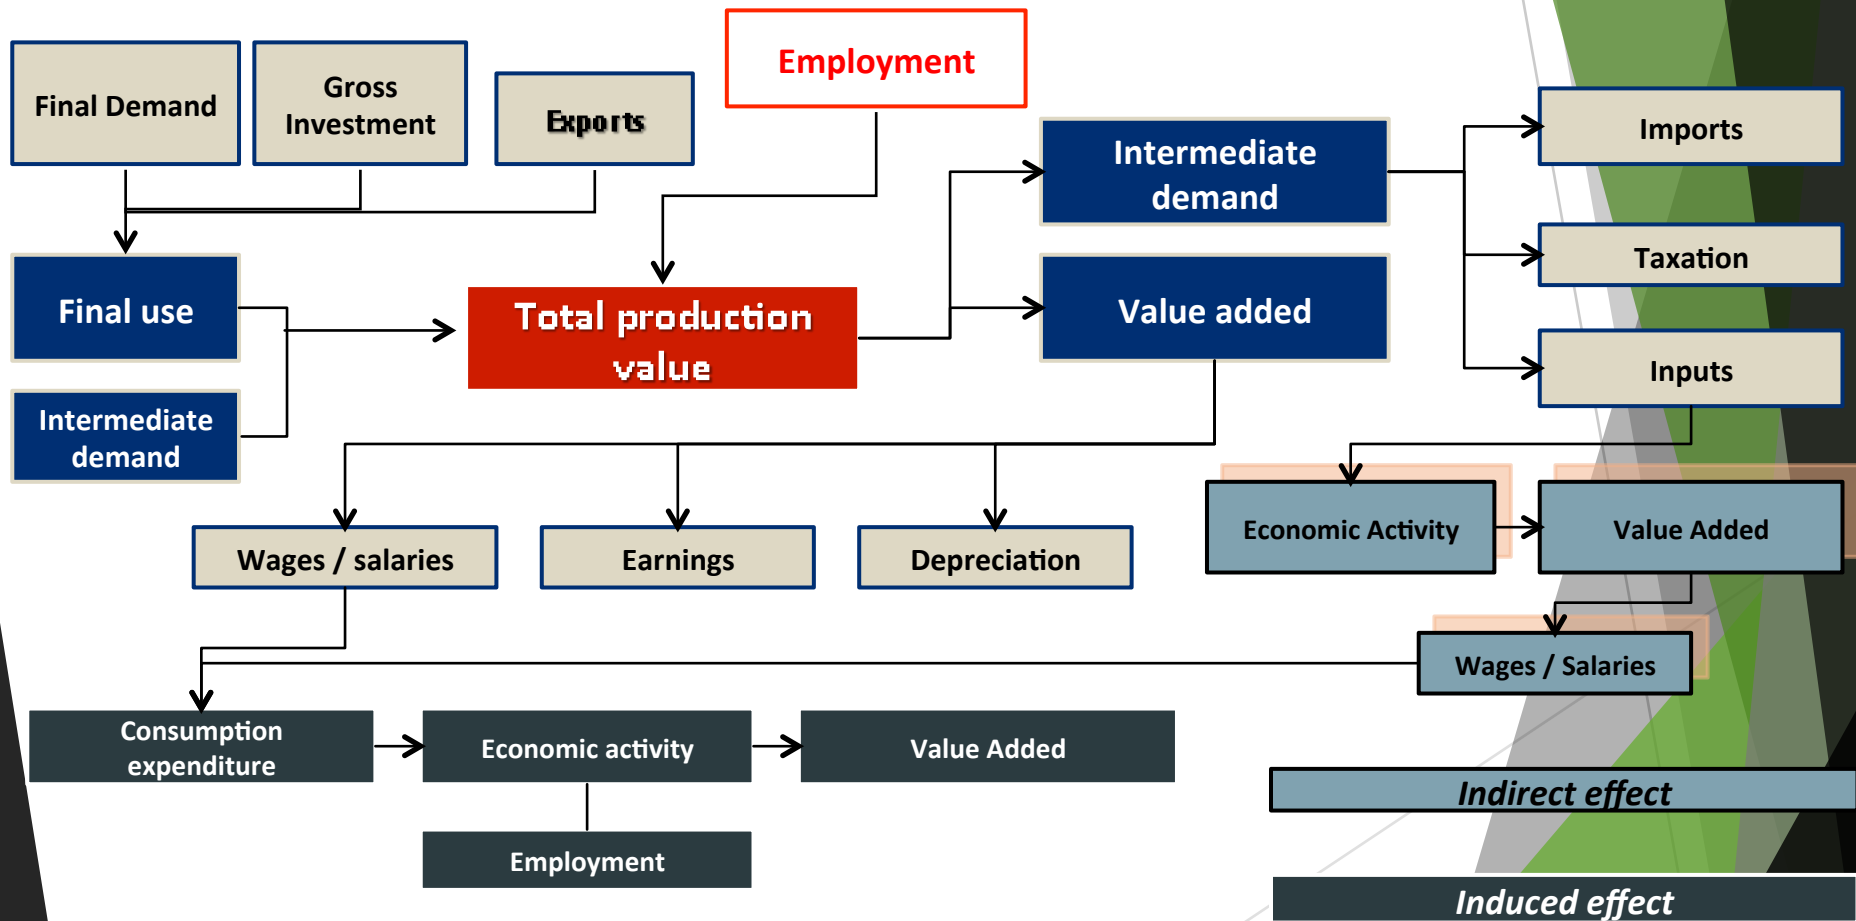 Employment
Final Demand
Gross
Investment
Exports
Intermediate
demand
Imports
Taxation
Final use
Total production
value
Value added
Inputs
Intermediate
demand
Wages / salaries
Earnings
Depreciation
Economic Activity
Value Added
Wages / Salaries
Consumption
expenditure
Economic activity
Value Added
Indirect effect
Employment
Induced effect